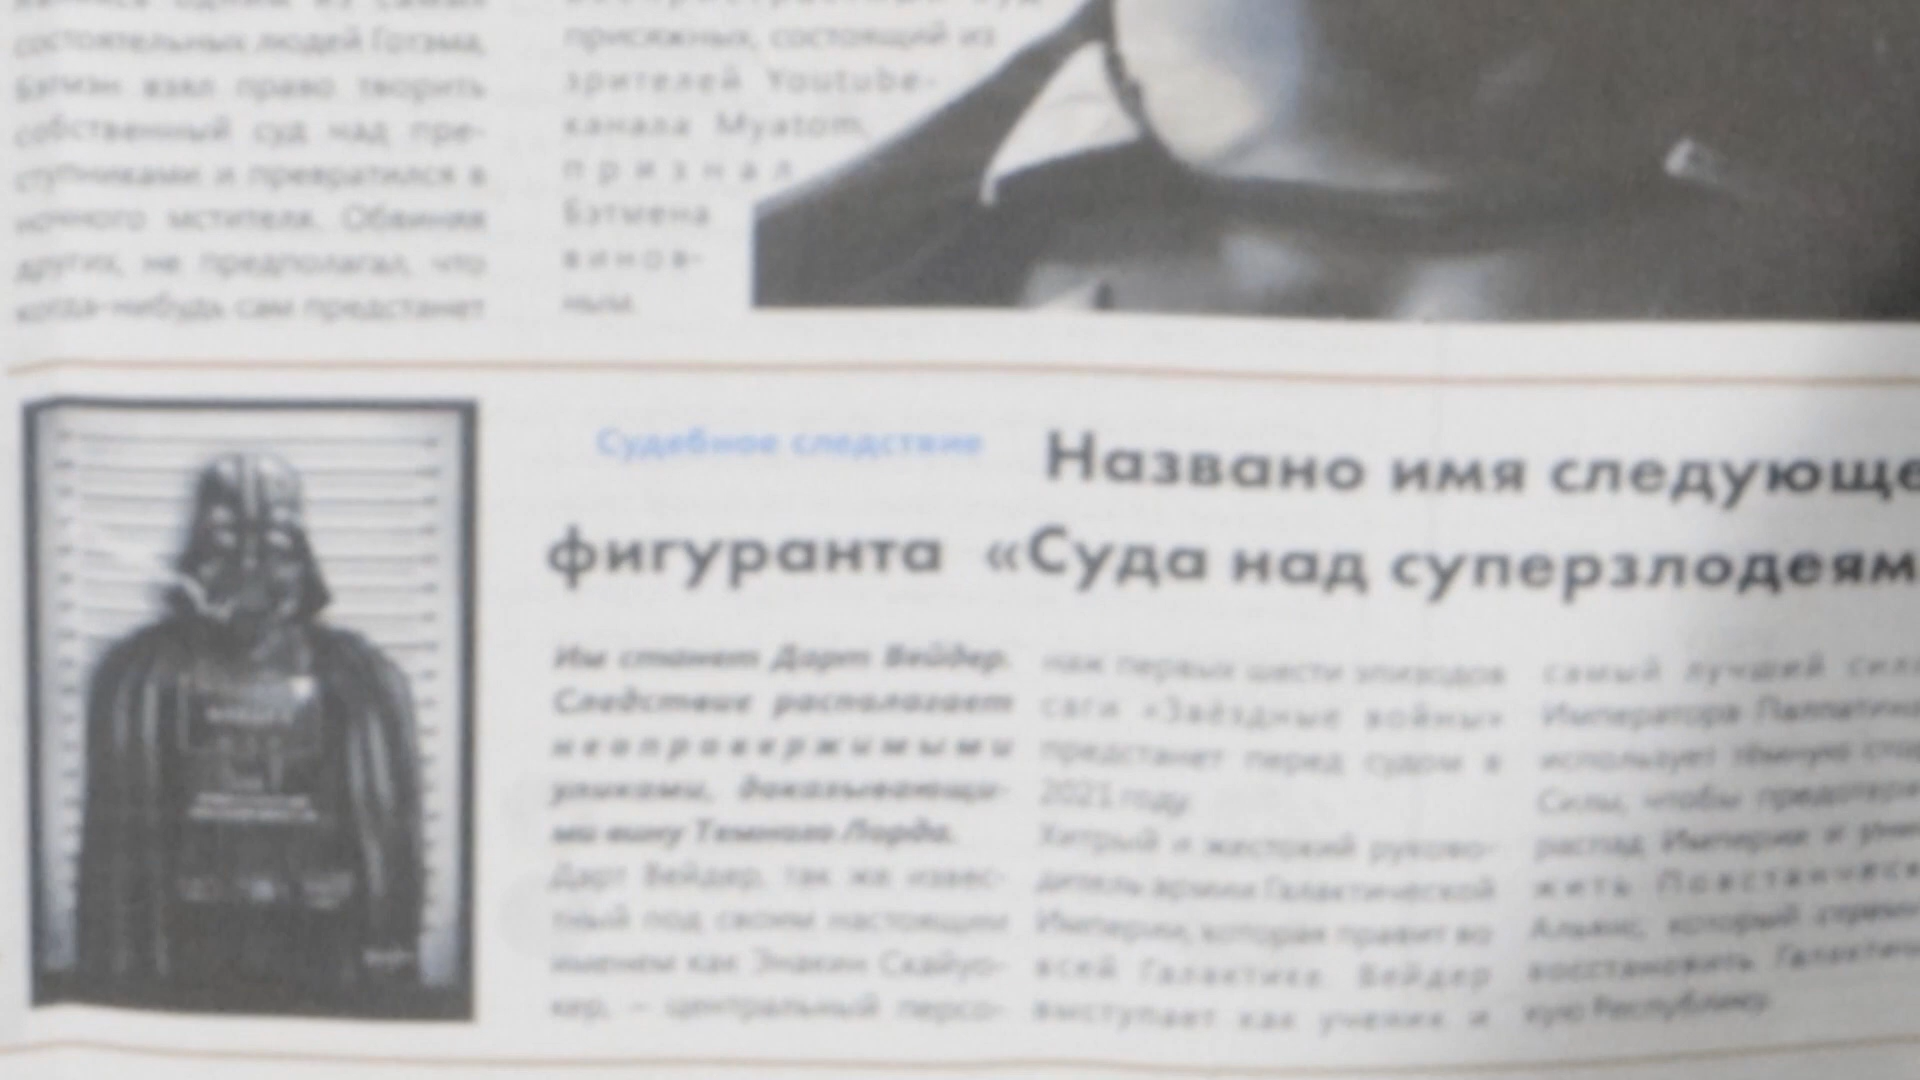 состоятельных людей Готэма,
Бэтмэн взял право творить
собственный суд над пре-
ступниками и превратился в
ночного мстителя. Обвиняя
других, не предполагал, что
когда-нибудь сам предстанет
присяжных, состоящий из
зрителей Youtube-
канала Myatom,
признал
Бэтмена
винов-
ным.
Судебное следствие
Названо имя следующе
фигуранта «Суда над суперзлодеям
Им станет Дарт Вейдер.
Следствие располагает
неопровержимыми
уликами, доказывающи-
ми вину Темного Лорда.
Дарт Вейдер, так же извес-
тный под своим настоящим
именем как Энакин Скайуо-
кер, – центральный персо-
наж первых шести эпизодов
саги «Звёздные войны»
предстанет перед судом в
2021 году.
Хитрый и жестокий руково-
дитель армии Галактической
Империи, которая правит во
всей Галактике. Вейдер
выступает как ученик и
самый лучший
Императора Палпатина
использует тёмную
Силы, чтобы
распад Империи и
жить
Альянс, который
восстановить
кую Республику.